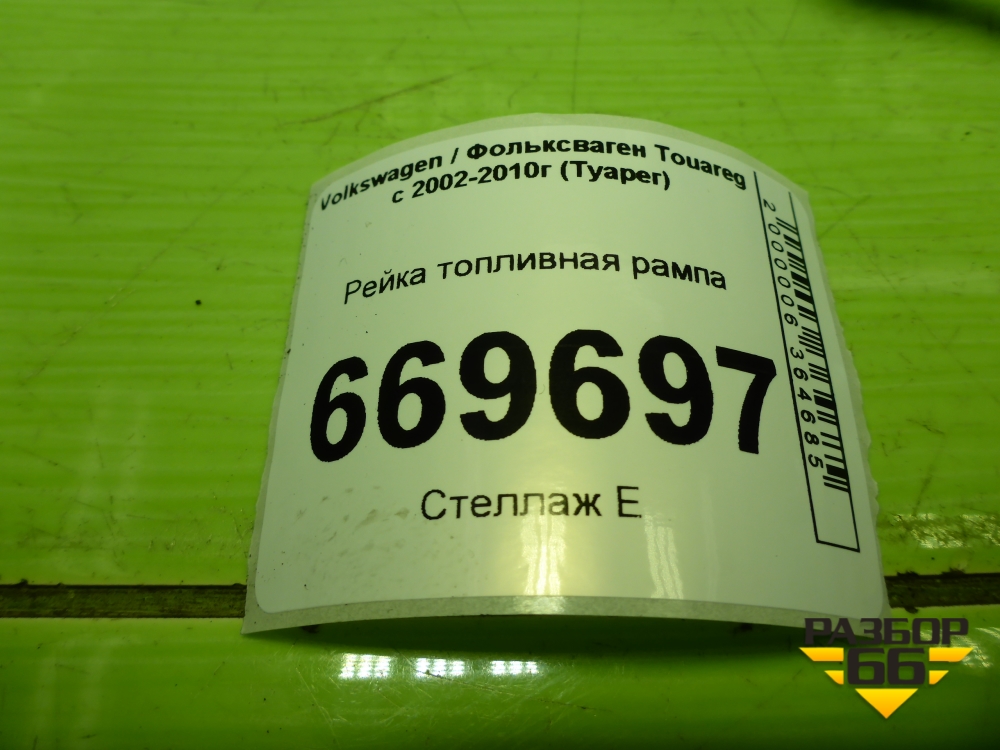 Volkswagen / Фольксваген Touareg
с 2002-2010г (Туарег)
Рейка топливная рампа
669697
Стеллаж Е
2000006364685
РАЗБОР
66